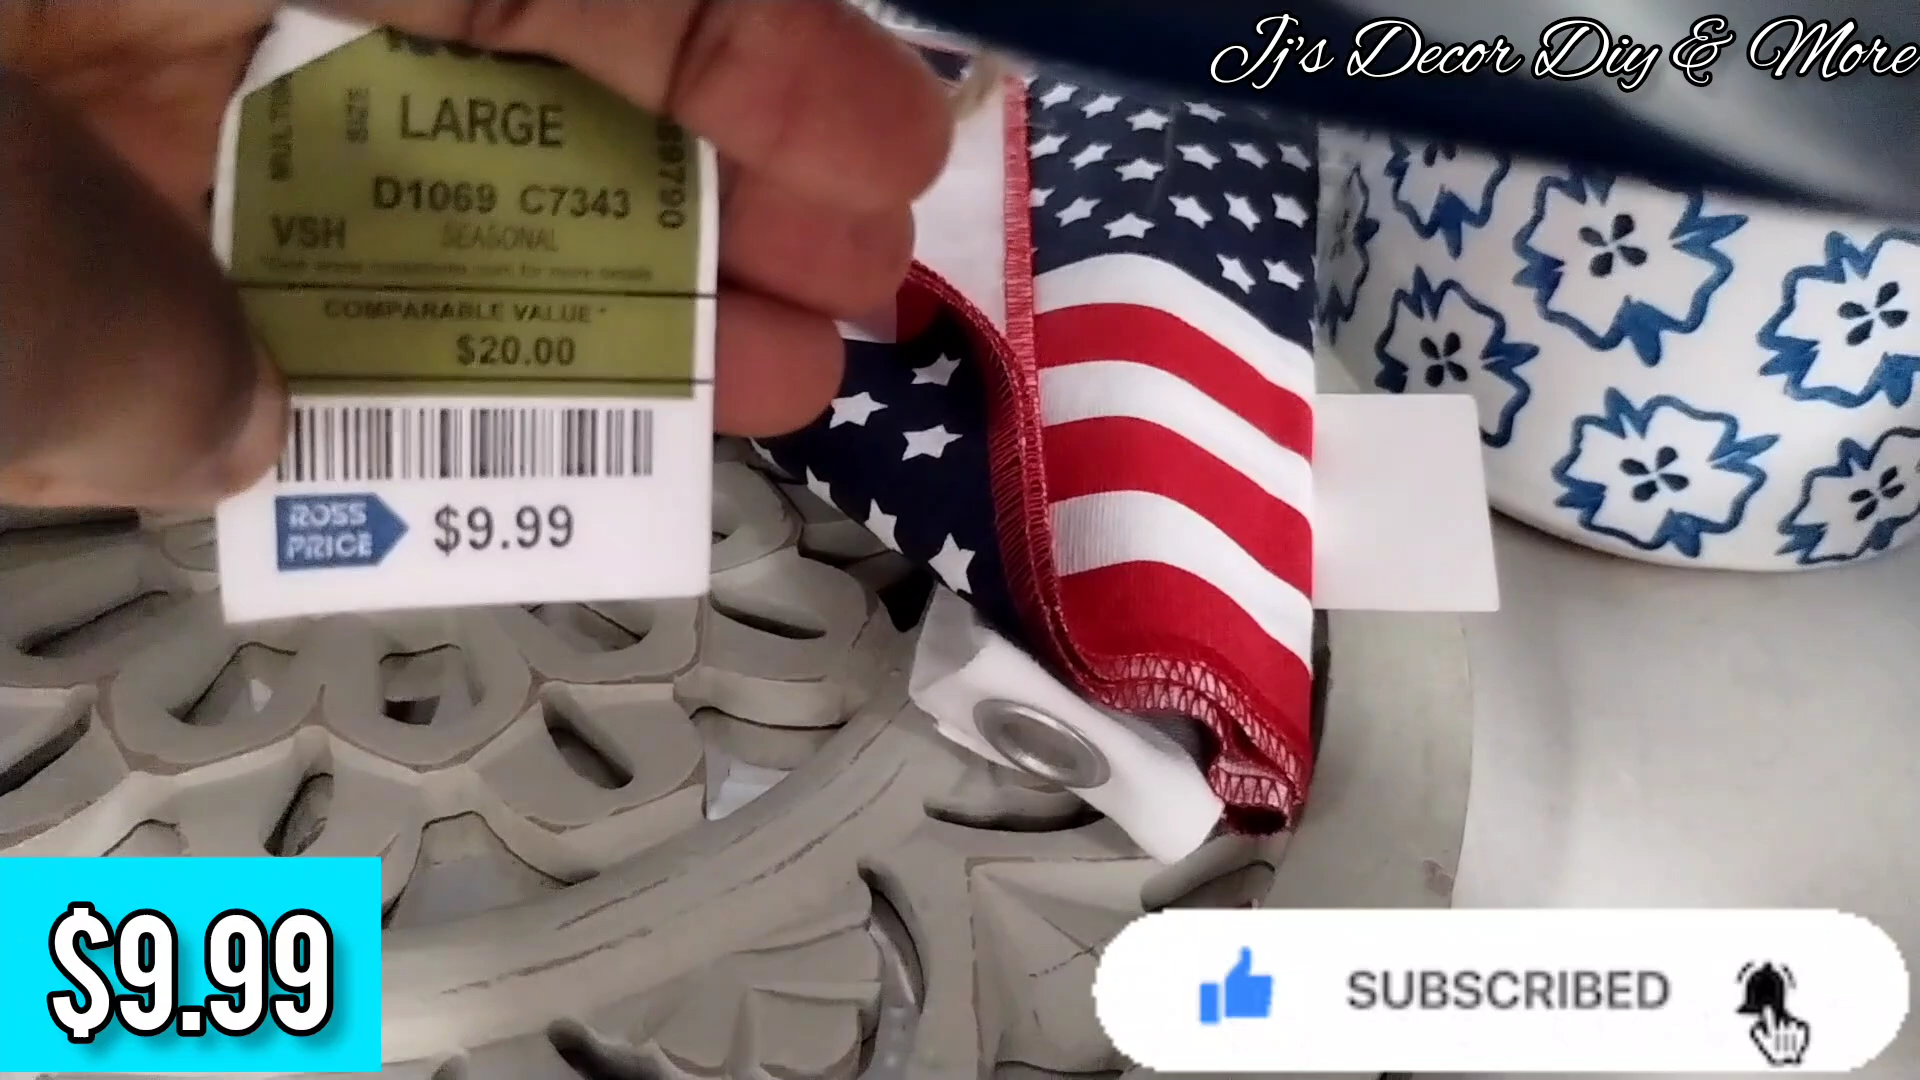 Jj's Decor Diy & More
LARGE
SIZE
D1069 C7343
VSH
SEASONAL
COMPARABLE VALUE *
$20.00
ROSS
PRICE
$9.99
$9.99
SUBSCRIBED